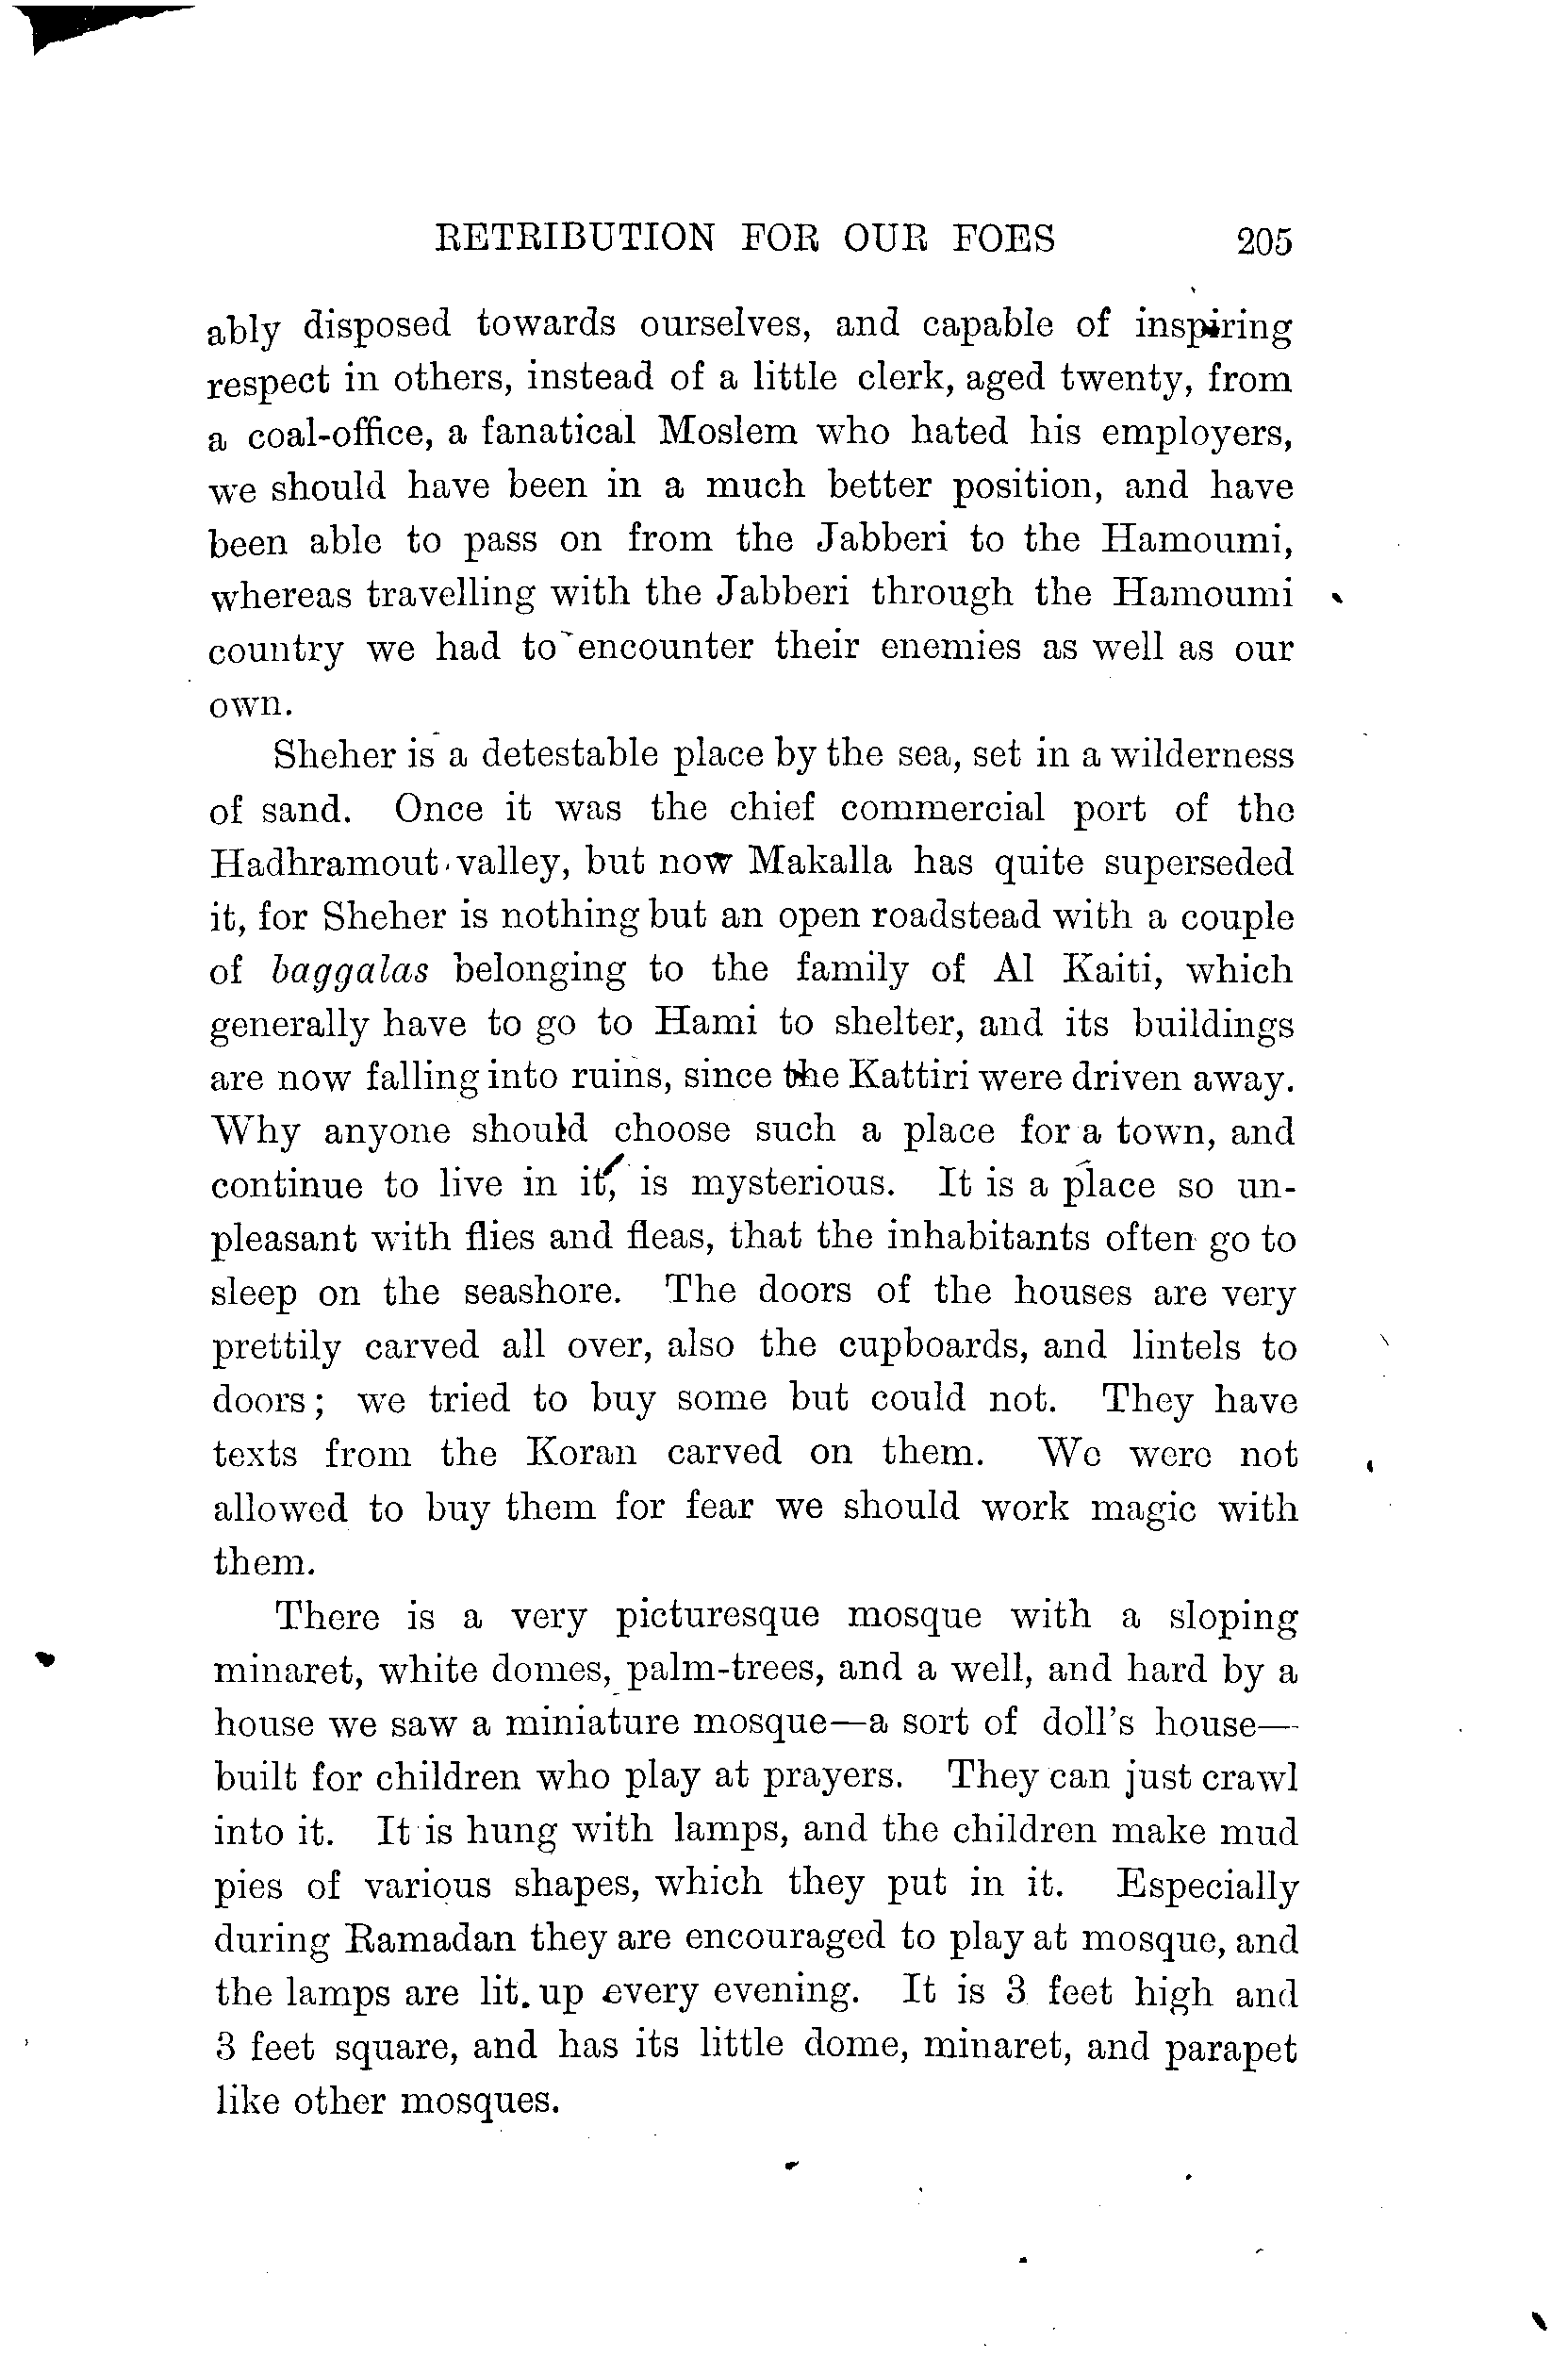 RETRIBUTION FOR OUR FOES 205
ably disposed towards ourselves, and capable of inspiring
respect in others, instead of a little clerk, aged twenty, from
a coal-office, a fanatical Moslem who hated his employers,
we should have been in a much better position, and have
been able to pass on from the Jabberi to the Hamoumi,
whereas travelling with the Jabberi through the Hamoumi
country we had to encounter their enemies as well as our
own.
Sheher is a detestable place by the sea, set in a wilderness
of sand. Once it was the chief commercial port of the
Hadhramout valley, but now Makalla has quite superseded
it, for Sheher is nothing but an open roadstead with a couple
of baggalas belonging to the family of Al Kaiti, which
generally have to go to Hami to shelter, and its buildings
are now falling into ruins, since the Kattiri were driven away.
Why anyone should choose such a place for a town, and
continue to live in it, is mysterious. It is a place so un-
pleasant with flies and fleas, that the inhabitants often go to
sleep on the seashore. The doors of the houses are very
prettily carved all over, also the cupboards, and lintels to
doors; we tried to buy some but could not. They have
texts from the Koran carved on them. We were not
allowed to buy them for fear we should work magic with
them.
There is a very picturesque mosque with a sloping
minaret, white domes, palm-trees, and a well, and hard by a
house we saw a miniature mosque—a sort of doll's house—
built for children who play at prayers. They can just crawl
into it. It is hung with lamps, and the children make mud
pies of various shapes, which they put in it. Especially
during Ramadan they are encouraged to play at mosque, and
the lamps are lit up every evening. It is 3 feet high and
3 feet square, and has its little dome, minaret, and parapet
like other mosques.